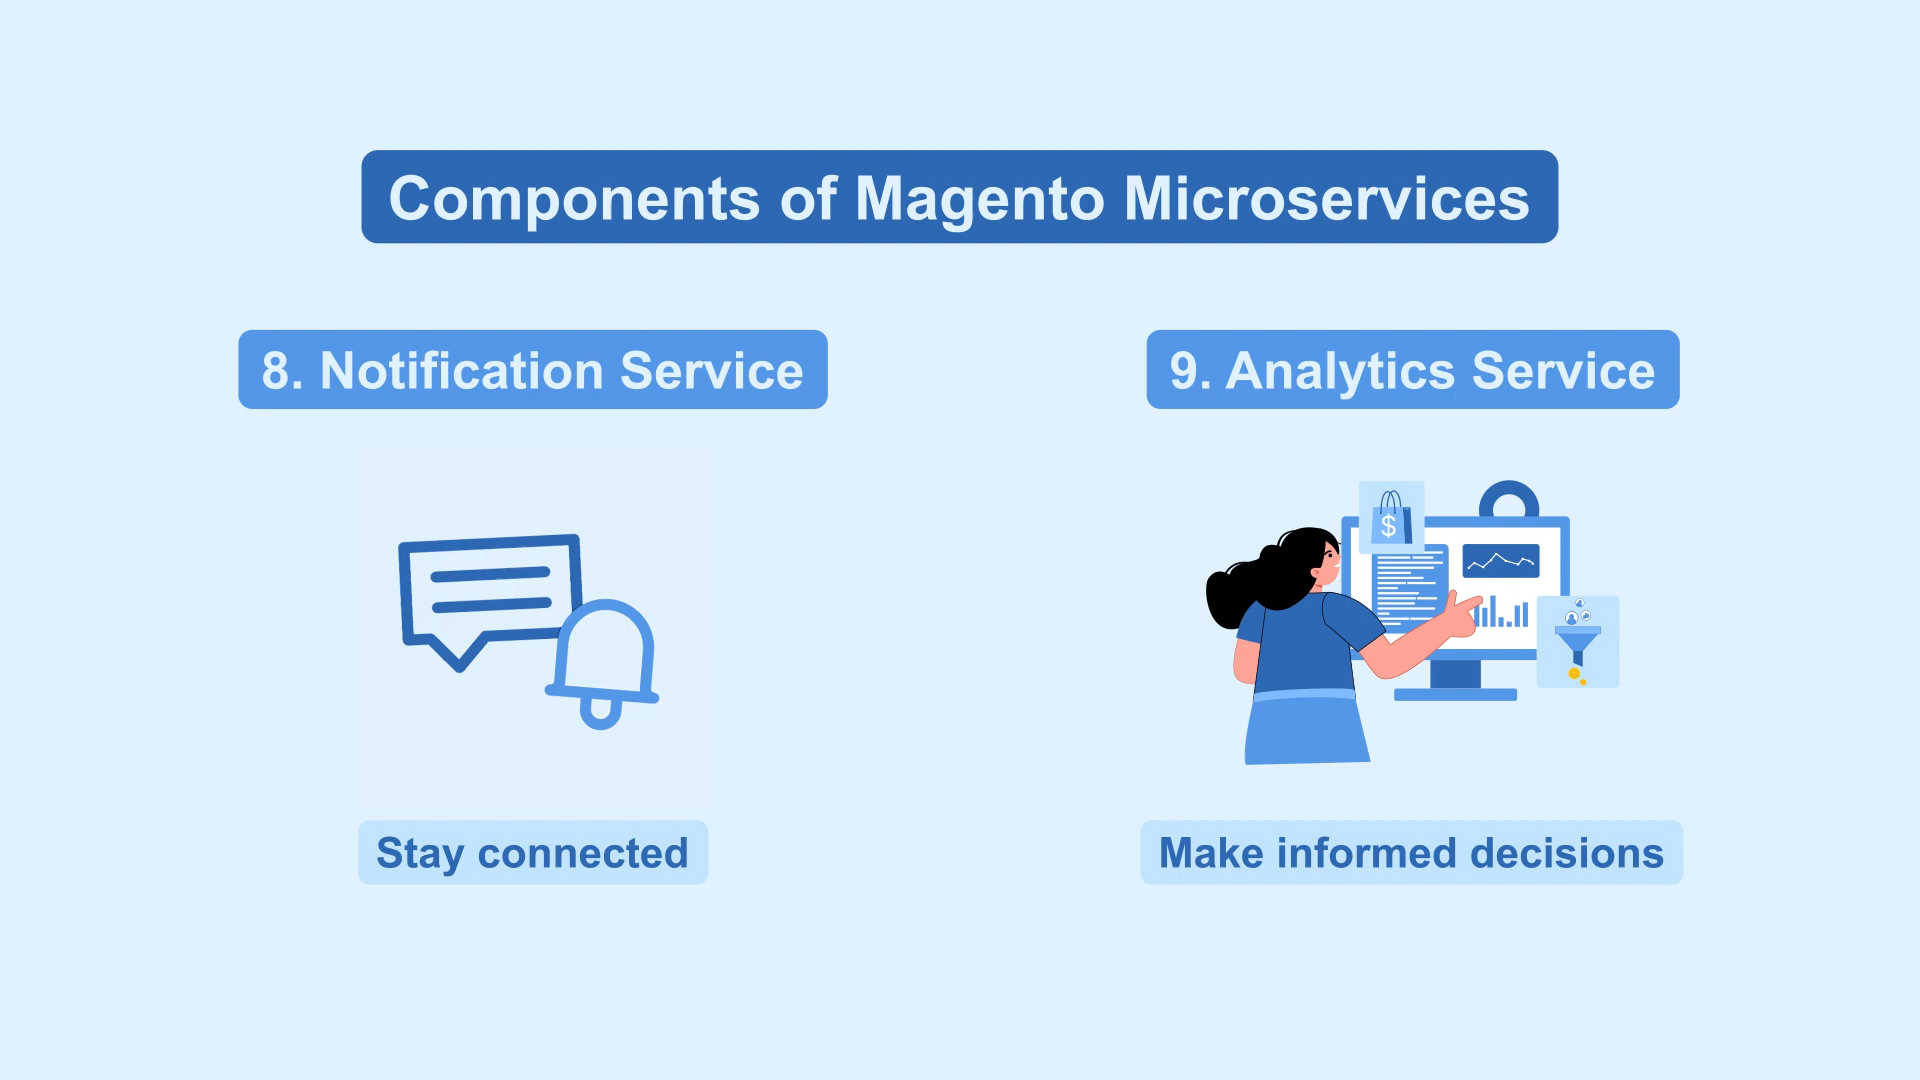 Components of Magento Microservices
8. Notification Service
9. Analytics Service
$
Stay connected
Make informed decisions